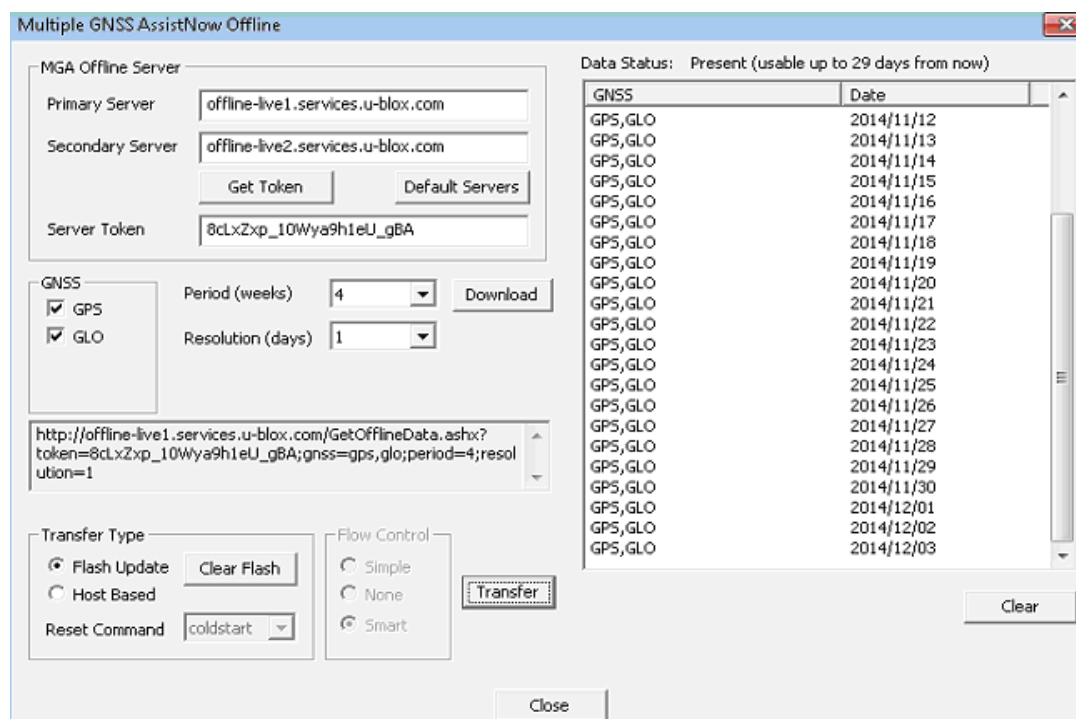 Multiple GNSS AssistNow Offline
MGA Offline Server
Primary Server offline-live1.services.u-blox.com
Secondary Server offline-live2.services.u-blox.com
Get Token Default Servers
Server Token 8cLxZxp_10Wya9h1eU_gBA
GNSS
GPS
GLO
Period (weeks) 4 Download
Resolution (days) 1
http://offline-live1.services.u-blox.com/GetOfflineData.ashx?
token=8cLxZxp_10Wya9h1eU_gBA;gnss=gps,glo;period=4;resol
ution=1
Transfer Type
Flash Update Clear Flash
Host Based
Reset Command coldstart
Flow Control
Simple
None
Smart
Transfer
Data Status: Present (usable up to 29 days from now)
GNSS Date
GPS,GLO 2014/11/12
GPS,GLO 2014/11/13
GPS,GLO 2014/11/14
GPS,GLO 2014/11/15
GPS,GLO 2014/11/16
GPS,GLO 2014/11/17
GPS,GLO 2014/11/18
GPS,GLO 2014/11/19
GPS,GLO 2014/11/20
GPS,GLO 2014/11/21
GPS,GLO 2014/11/22
GPS,GLO 2014/11/23
GPS,GLO 2014/11/24
GPS,GLO 2014/11/25
GPS,GLO 2014/11/26
GPS,GLO 2014/11/27
GPS,GLO 2014/11/28
GPS,GLO 2014/11/29
GPS,GLO 2014/11/30
GPS,GLO 2014/12/01
GPS,GLO 2014/12/02
GPS,GLO 2014/12/03
Clear
Close